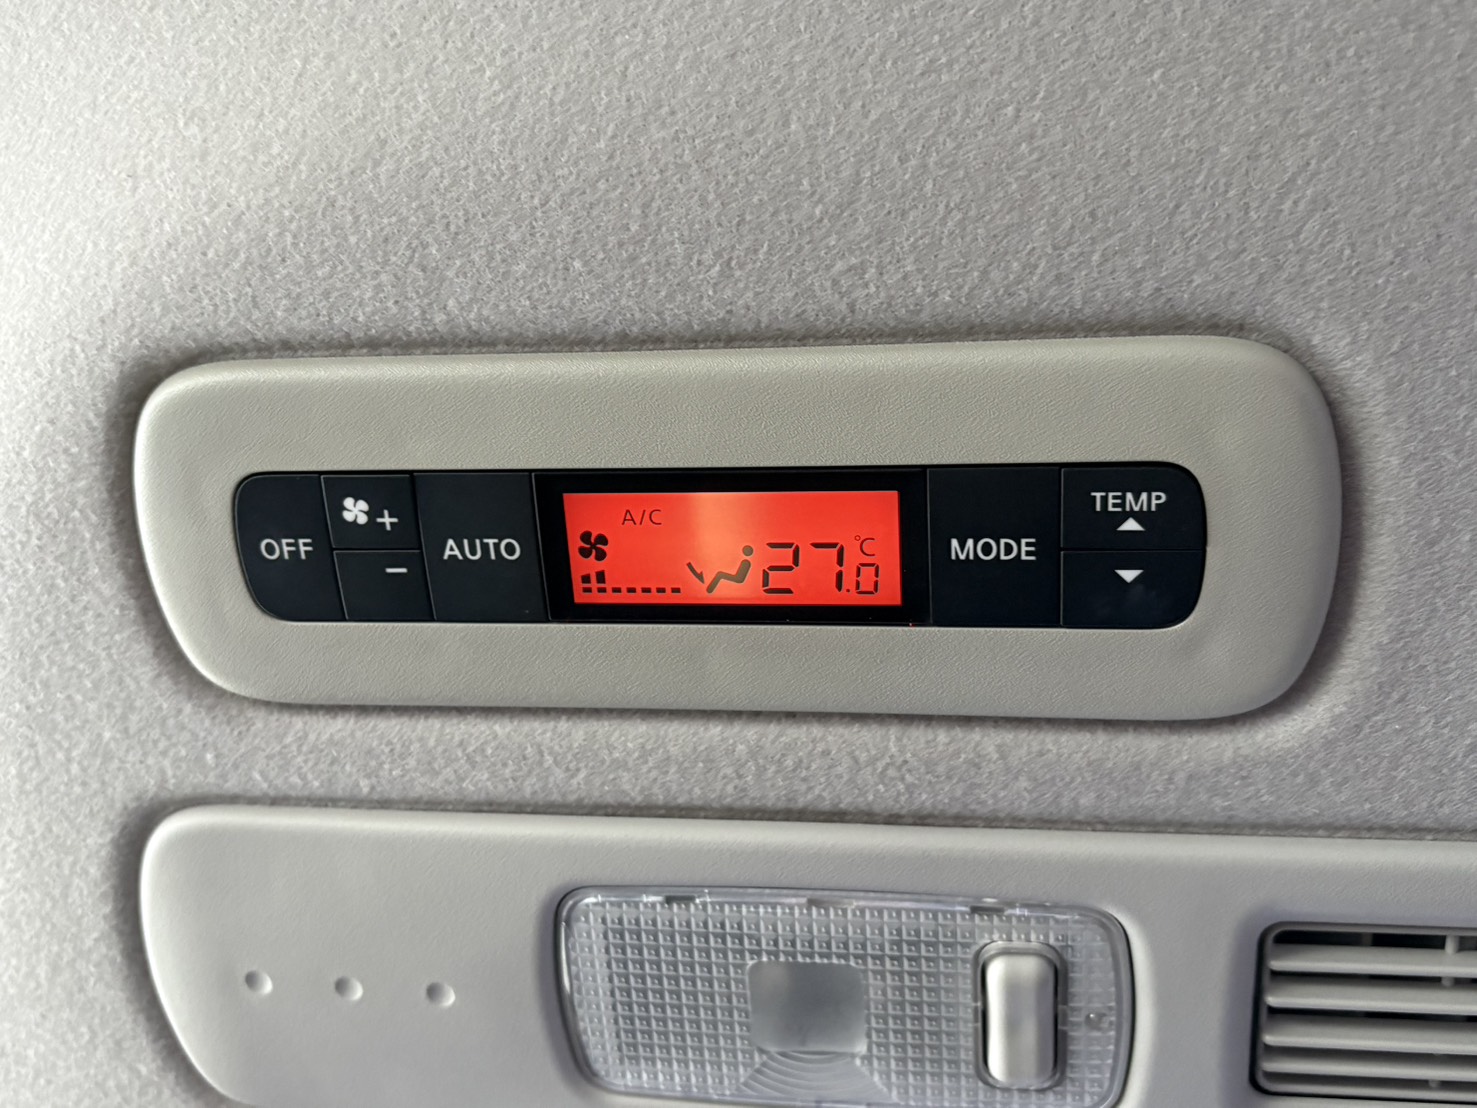 OFF
+
-
AUTO
A/C
27.0 °C
MODE
TEMP